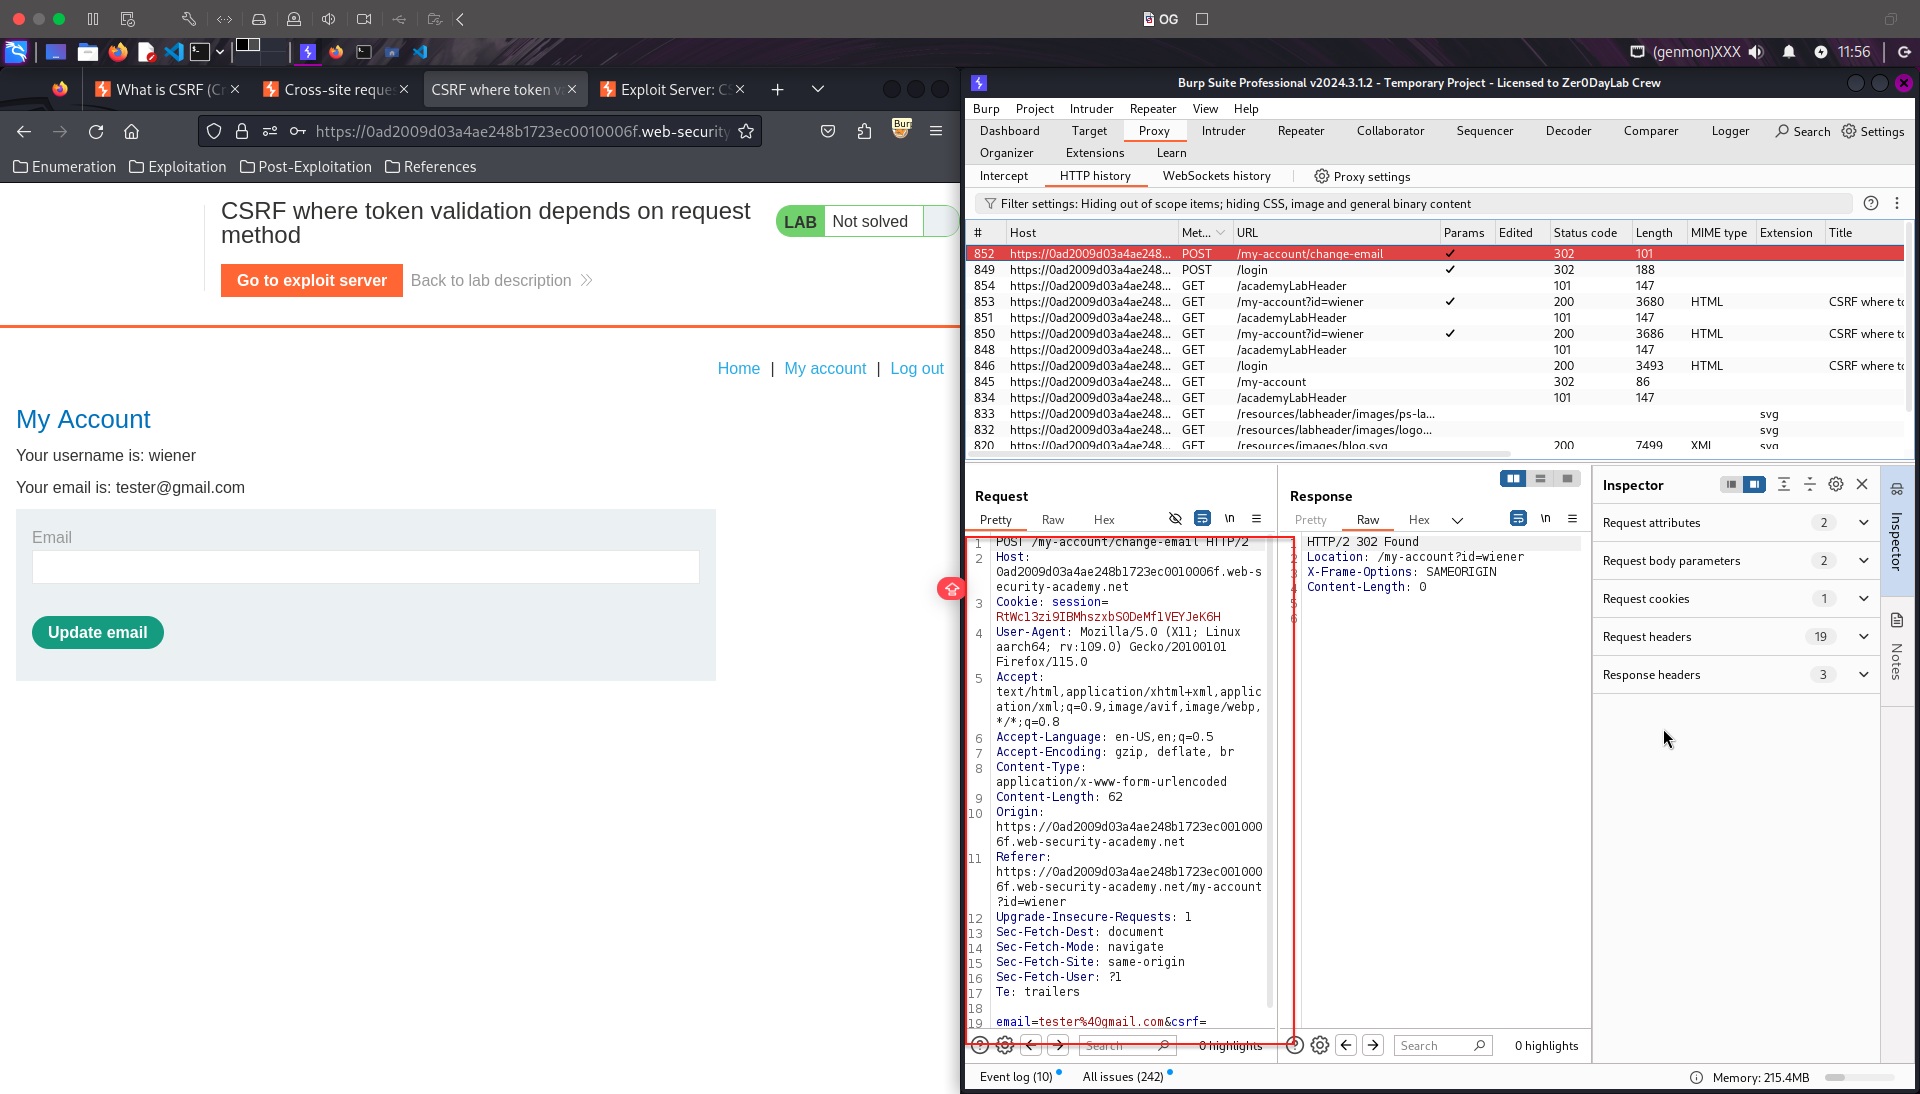 OG
(genmon)XXX
11:56
What is CSRF (Cr
Cross-site reque
CSRF where token v
Exploit Server: CS
https://0ad2009d03a4ae248b1723ec0010006f.web-security
Bur
Enumeration
Exploitation
Post-Exploitation
References
CSRF where token validation depends on request
method
LAB
Not solved
Go to exploit server
Back to lab description
Home | My account | Log out
My Account
Your username is: wiener
Your email is: tester@gmail.com
Email
Update email
Burp Suite Professional v2024.3.1.2 - Temporary Project - Licensed to Zer0DayLab Crew
Burp Project Intruder Repeater View Help
Dashboard Target Proxy Intruder Repeater Collaborator Sequencer Decoder Comparer Logger Search Settings
Organizer Extensions Learn
Intercept HTTP history WebSockets history Proxy settings
Filter settings: Hiding out of scope items; hiding CSS, image and general binary content
# Host Met... URL Params Edited Status code Length MIME type Extension Title
852 https://0ad2009d03a4ae248... POST /my-account/change-email ✓ 302 101
849 https://0ad2009d03a4ae248... POST /login ✓ 302 188
854 https://0ad2009d03a4ae248... GET /academyLabHeader 101 147
853 https://0ad2009d03a4ae248... GET /my-account?id=wiener ✓ 200 3680 HTML CSRF where to
851 https://0ad2009d03a4ae248... GET /academyLabHeader 101 147
850 https://0ad2009d03a4ae248... GET /my-account?id=wiener ✓ 200 3686 HTML CSRF where to
848 https://0ad2009d03a4ae248... GET /academyLabHeader 101 147
846 https://0ad2009d03a4ae248... GET /login 200 3493 HTML CSRF where to
845 https://0ad2009d03a4ae248... GET /my-account 302 86
834 https://0ad2009d03a4ae248... GET /academyLabHeader 101 147
833 https://0ad2009d03a4ae248... GET /resources/labheader/images/ps-la... svg
832 https://0ad2009d03a4ae248... GET /resources/labheader/images/logo... svg
820 https://0ad2009d03a4ae248... GET /resources/images/blog.svg 200 7499 XML svg
Request
Pretty Raw Hex \n
1 POST /my-account/change-email HTTP/2
2 Host:
0ad2009d03a4ae248b1723ec0010006f.web-s
ecurity-academy.net
3 Cookie: session=
RtWc13zi9IBMhszxbS0DeMf1VEYJeK6H
4 User-Agent: Mozilla/5.0 (X11; Linux
aarch64; rv:109.0) Gecko/20100101
Firefox/115.0
5 Accept:
text/html,application/xhtml+xml,applic
ation/xml;q=0.9,image/avif,image/webp,
*/*;q=0.8
6 Accept-Language: en-US,en;q=0.5
7 Accept-Encoding: gzip, deflate, br
8 Content-Type:
application/x-www-form-urlencoded
9 Content-Length: 62
10 Origin:
https://0ad2009d03a4ae248b1723ec001000
6f.web-security-academy.net
11 Referer:
https://0ad2009d03a4ae248b1723ec001000
6f.web-security-academy.net/my-account
?id=wiener
12 Upgrade-Insecure-Requests: 1
13 Sec-Fetch-Dest: document
14 Sec-Fetch-Mode: navigate
15 Sec-Fetch-Site: same-origin
16 Sec-Fetch-User: ?1
17 Te: trailers
18
19 email=tester%40gmail.com&csrf=
Search
0 highlights
Response
Pretty Raw Hex \n
1 HTTP/2 302 Found
2 Location: /my-account?id=wiener
3 X-Frame-Options: SAMEORIGIN
4 Content-Length: 0
5
6
Search
0 highlights
Inspector
Request attributes 2
Request body parameters 2
Request cookies 1
Request headers 19
Response headers 3
Inspector
Notes
Event log (10) All issues (242)
Memory: 215.4MB